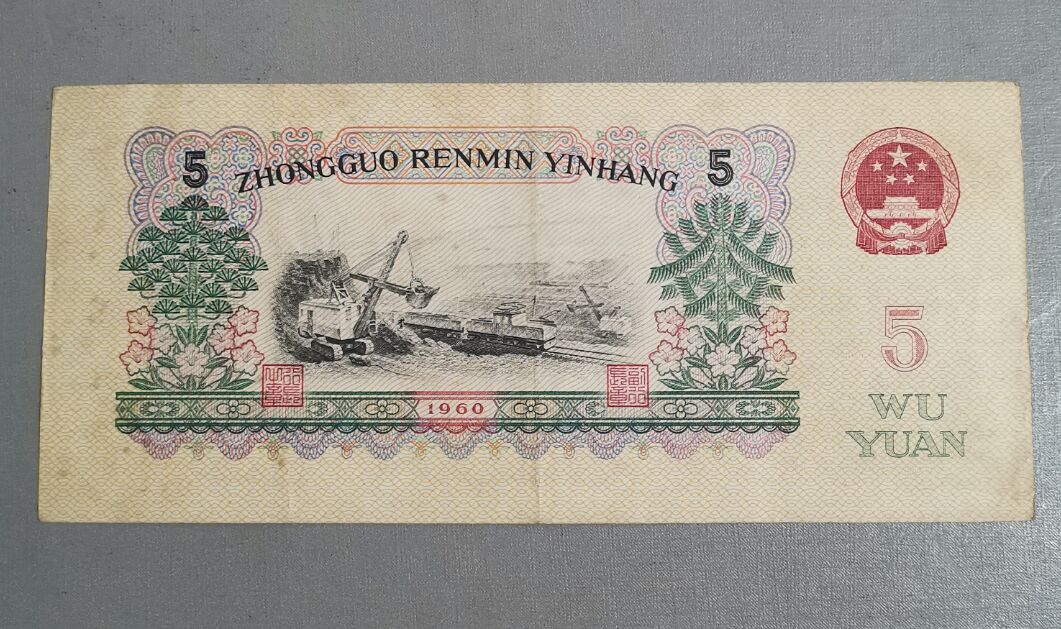 5 ZHONGGUO RENMIN YINHANG 5
5
WU
YUAN
1960